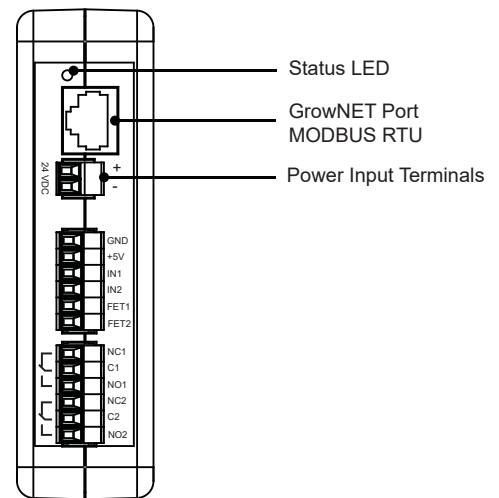 Status LED
GrowNET Port
MODBUS RTU
Power Input Terminals
24 VDC
+
-
GND
+5V
IN1
IN2
FET1
FET2
NC1
C1
NO1
NC2
C2
NO2